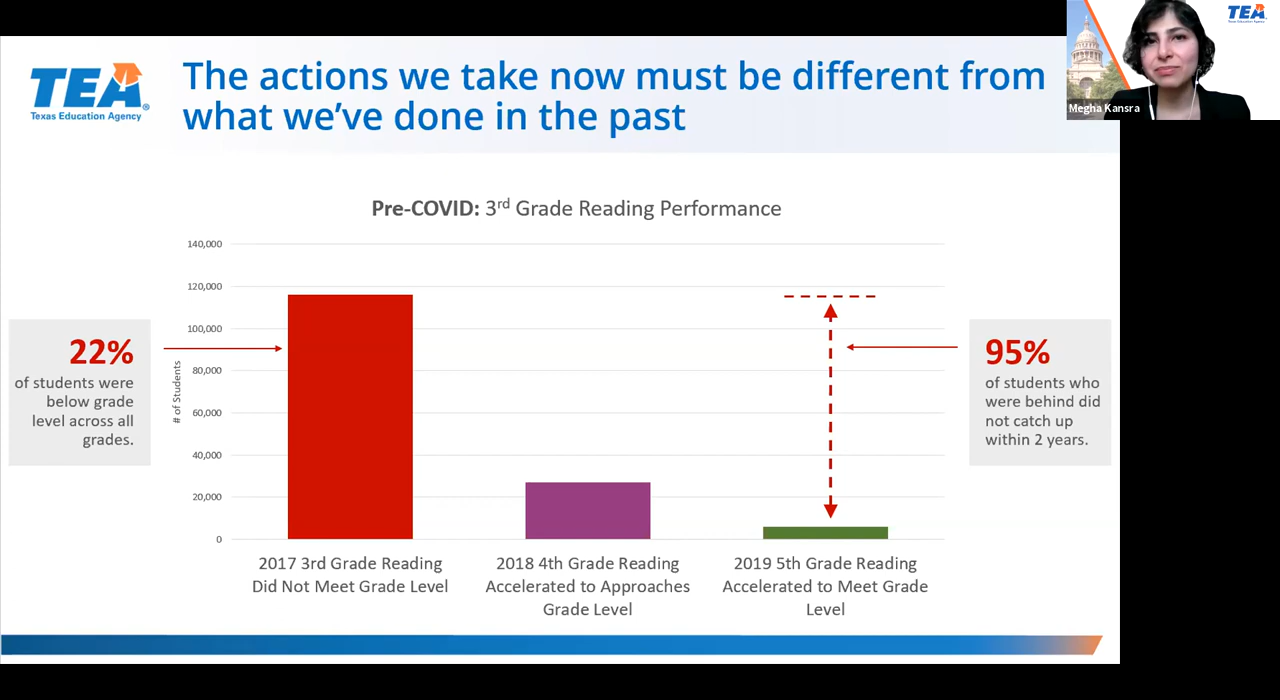 TEA
Texas Education Agency
The actions we take now must be different from
what we've done in the past
TEA
Megha Kansra
Pre-COVID: 3rd Grade Reading Performance
140,000
120,000
100,000
80,000
60,000
40,000
20,000
0
# of Students
22%
of students were
below grade
level across all
grades.
95%
of students who
were behind did
not catch up
within 2 years.
2017 3rd Grade Reading
Did Not Meet Grade Level
2018 4th Grade Reading
Accelerated to Approaches
Grade Level
2019 5th Grade Reading
Accelerated to Meet Grade
Level